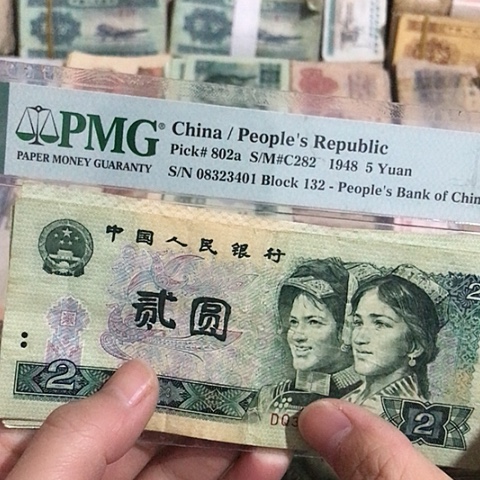 PMG
PAPER MONEY GUARANTY
China / People's Republic
Pick# 802a S/M#C282 1948 5 Yuan
S/N 08323401 Block 132 - People's Bank of Chin
中国人民银行
贰圆
2
2
2